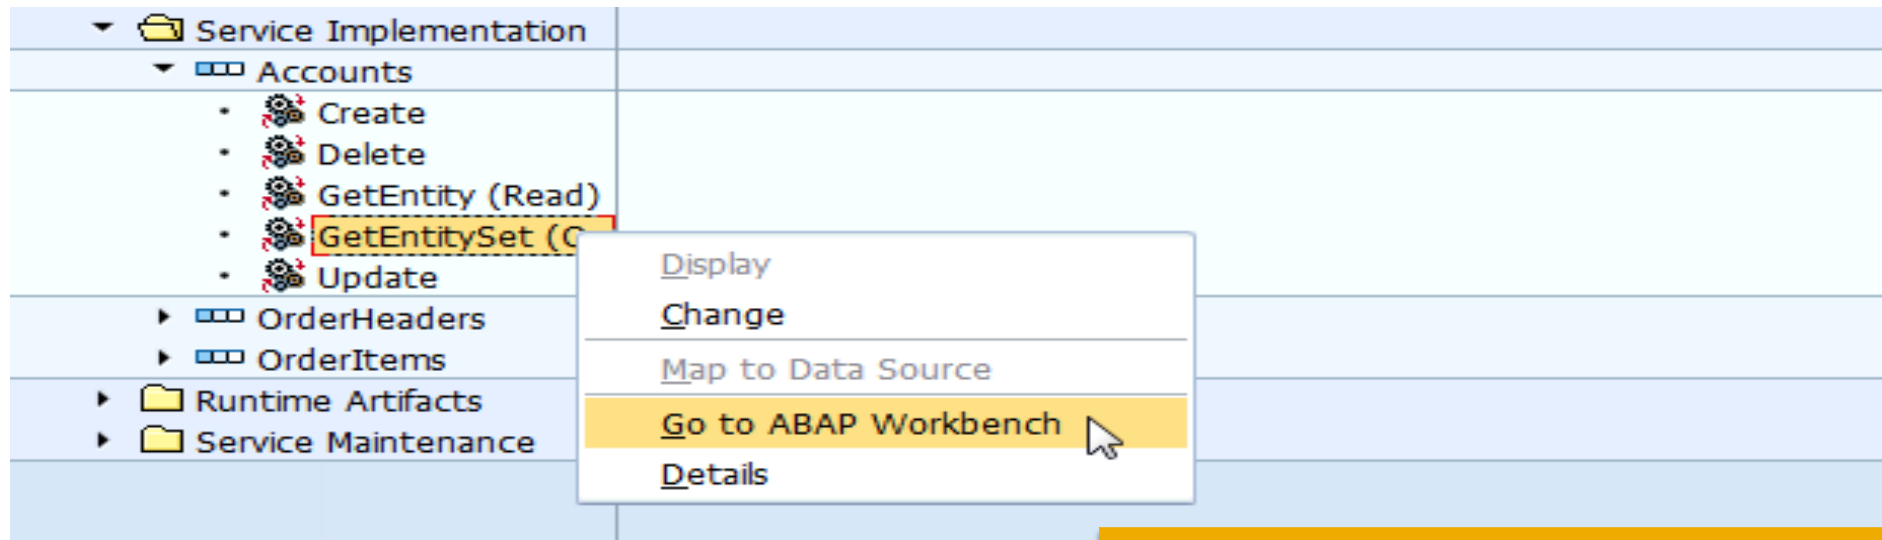 Service Implementation
Accounts
Create
Delete
GetEntity (Read)
GetEntitySet (
Update
OrderHeaders
OrderItems
Runtime Artifacts
Service Maintenance
Display
Change
Map to Data Source
Go to ABAP Workbench
Details